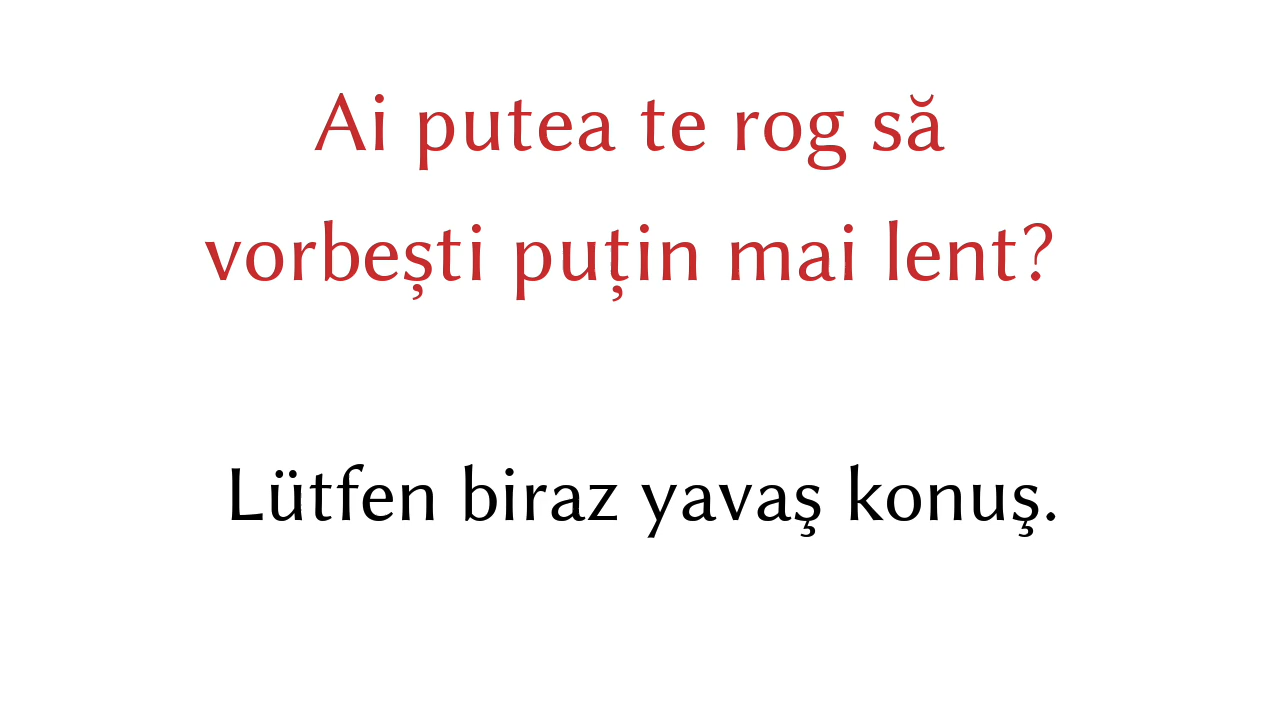 Ai putea te rog să
vorbești puțin mai lent?
Lütfen biraz yavaş konuş.